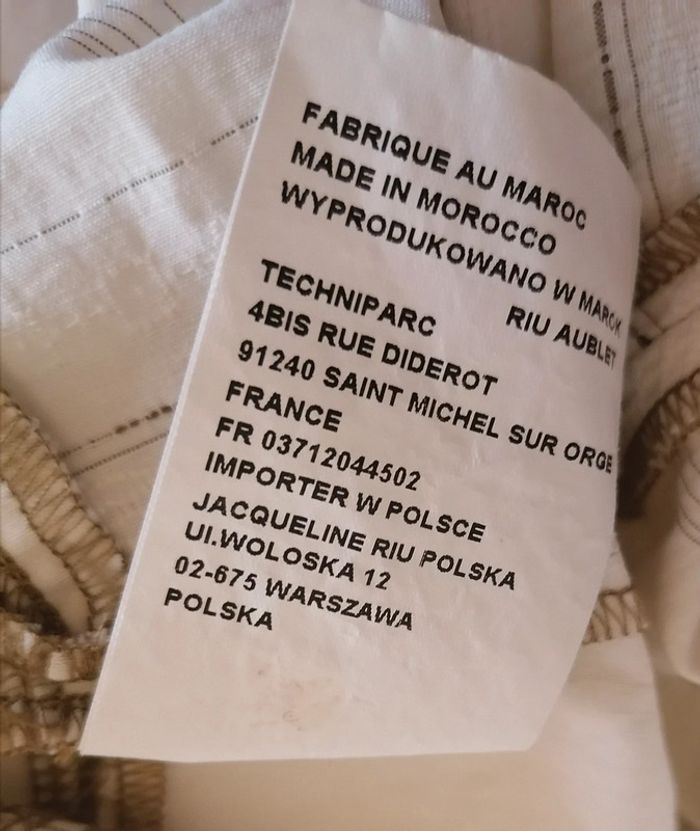 FABRIQUE AU MAROC
MADE IN MOROCCO
WYPRODUKOWANO W MAROK
TECHNIPARC RIU AUBLET
4BIS RUE DIDEROT
91240 SAINT MICHEL SUR ORGE
FRANCE
FR 03712044502
IMPORTER W POLSCE
JACQUELINE RIU POLSKA
Ul.WOLOSKA 12
02-675 WARSZAWA
POLSKA